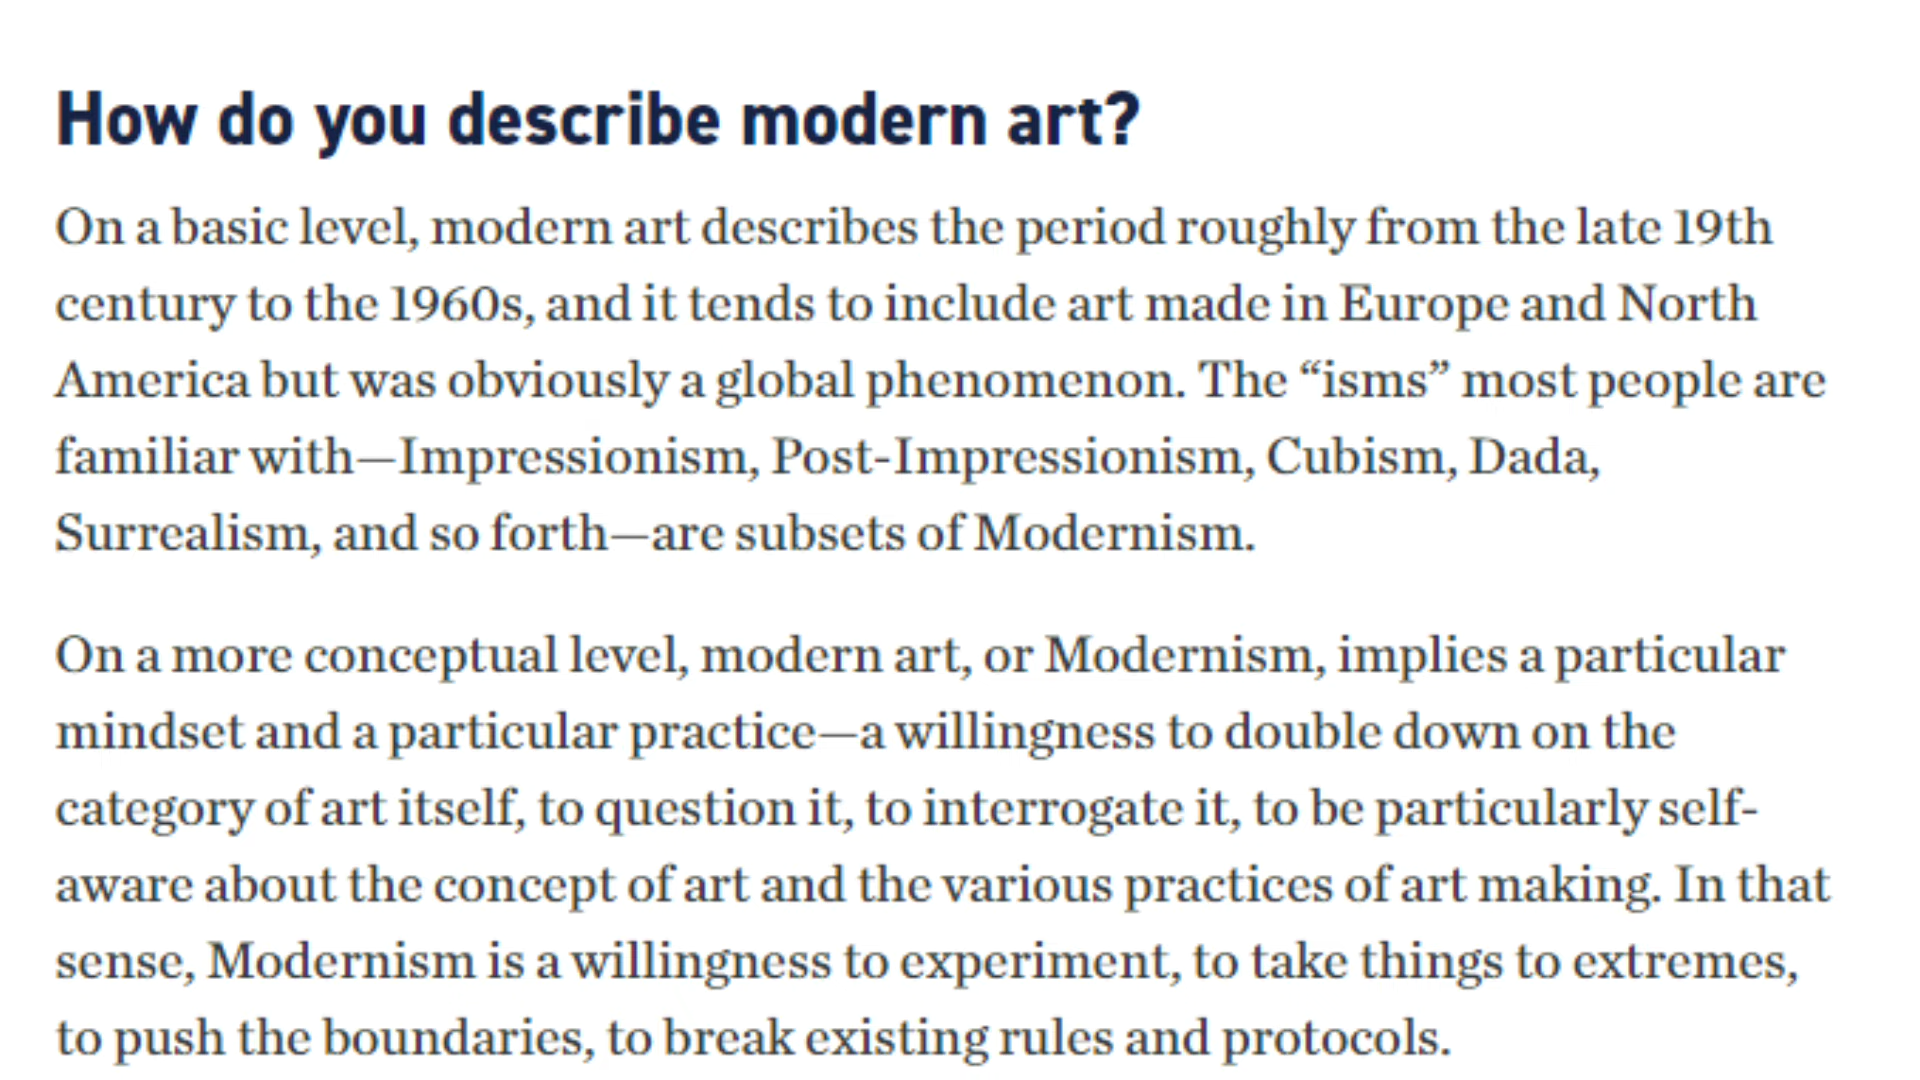 How do you describe modern art?
On a basic level, modern art describes the period roughly from the late 19th
century to the 1960s, and it tends to include art made in Europe and North
America but was obviously a global phenomenon. The “isms” most people are
familiar with—Impressionism, Post-Impressionism, Cubism, Dada,
Surrealism, and so forth—are subsets of Modernism.
On a more conceptual level, modern art, or Modernism, implies a particular
mindset and a particular practice—a willingness to double down on the
category of art itself, to question it, to interrogate it, to be particularly self-
aware about the concept of art and the various practices of art making. In that
sense, Modernism is a willingness to experiment, to take things to extremes,
to push the boundaries, to break existing rules and protocols.